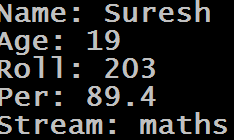 Name: Suresh
Age: 19
Roll: 203
Per: 89.4
Stream: maths